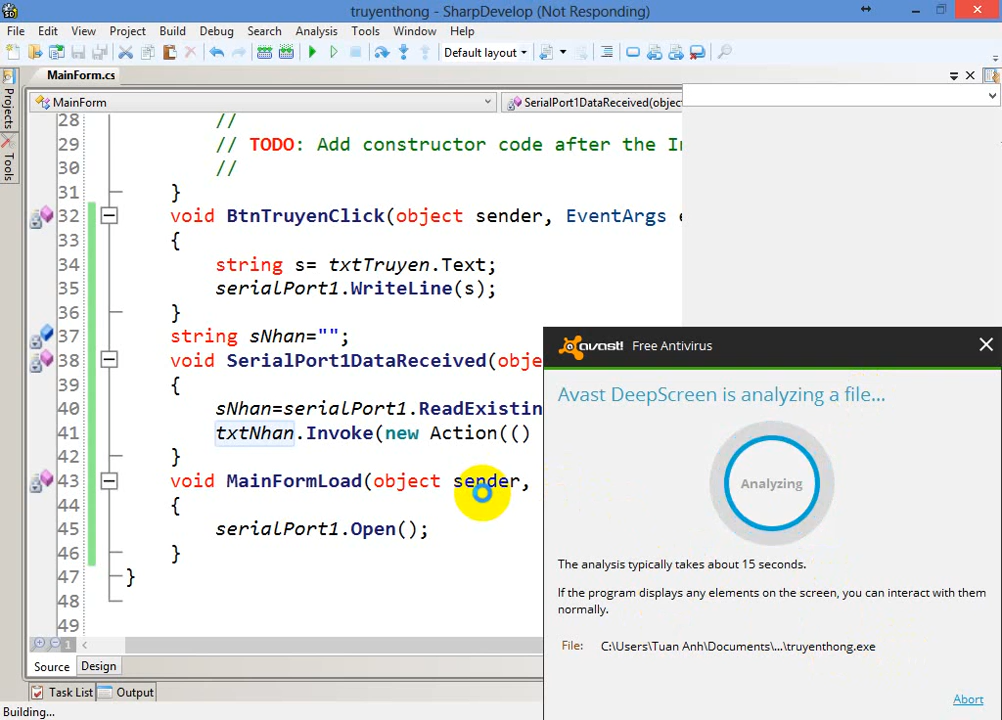 truyenthong - SharpDevelop (Not Responding)
File Edit View Project Build Debug Search Analysis Tools Window Help
Default layout
MainForm.cs
Projects
Tools
MainForm
SerialPort1DataReceived(object
28 //
29 // TODO: Add constructor code after the I
30 //
31 }
32 void BtnTruyenClick(object sender, EventArgs e
33 {
34 string s= txtTruyen.Text;
35 serialPort1.WriteLine(s);
36 }
37 string sNhan="";
38 void SerialPort1DataReceived(obje
39 {
40 sNhan=serialPort1.ReadExistin
41 txtNhan.Invoke(new Action(()
42 }
43 void MainFormLoad(object sender,
44 {
45 serialPort1.Open();
46 }
47 }
48
49
1
Source Design
Task List Output
Building...
avast! Free Antivirus
Avast DeepScreen is analyzing a file...
Analyzing
The analysis typically takes about 15 seconds.
If the program displays any elements on the screen, you can interact with them
normally.
File: C:\Users\Tuan Anh\Documents\...\truyenthong.exe
Abort